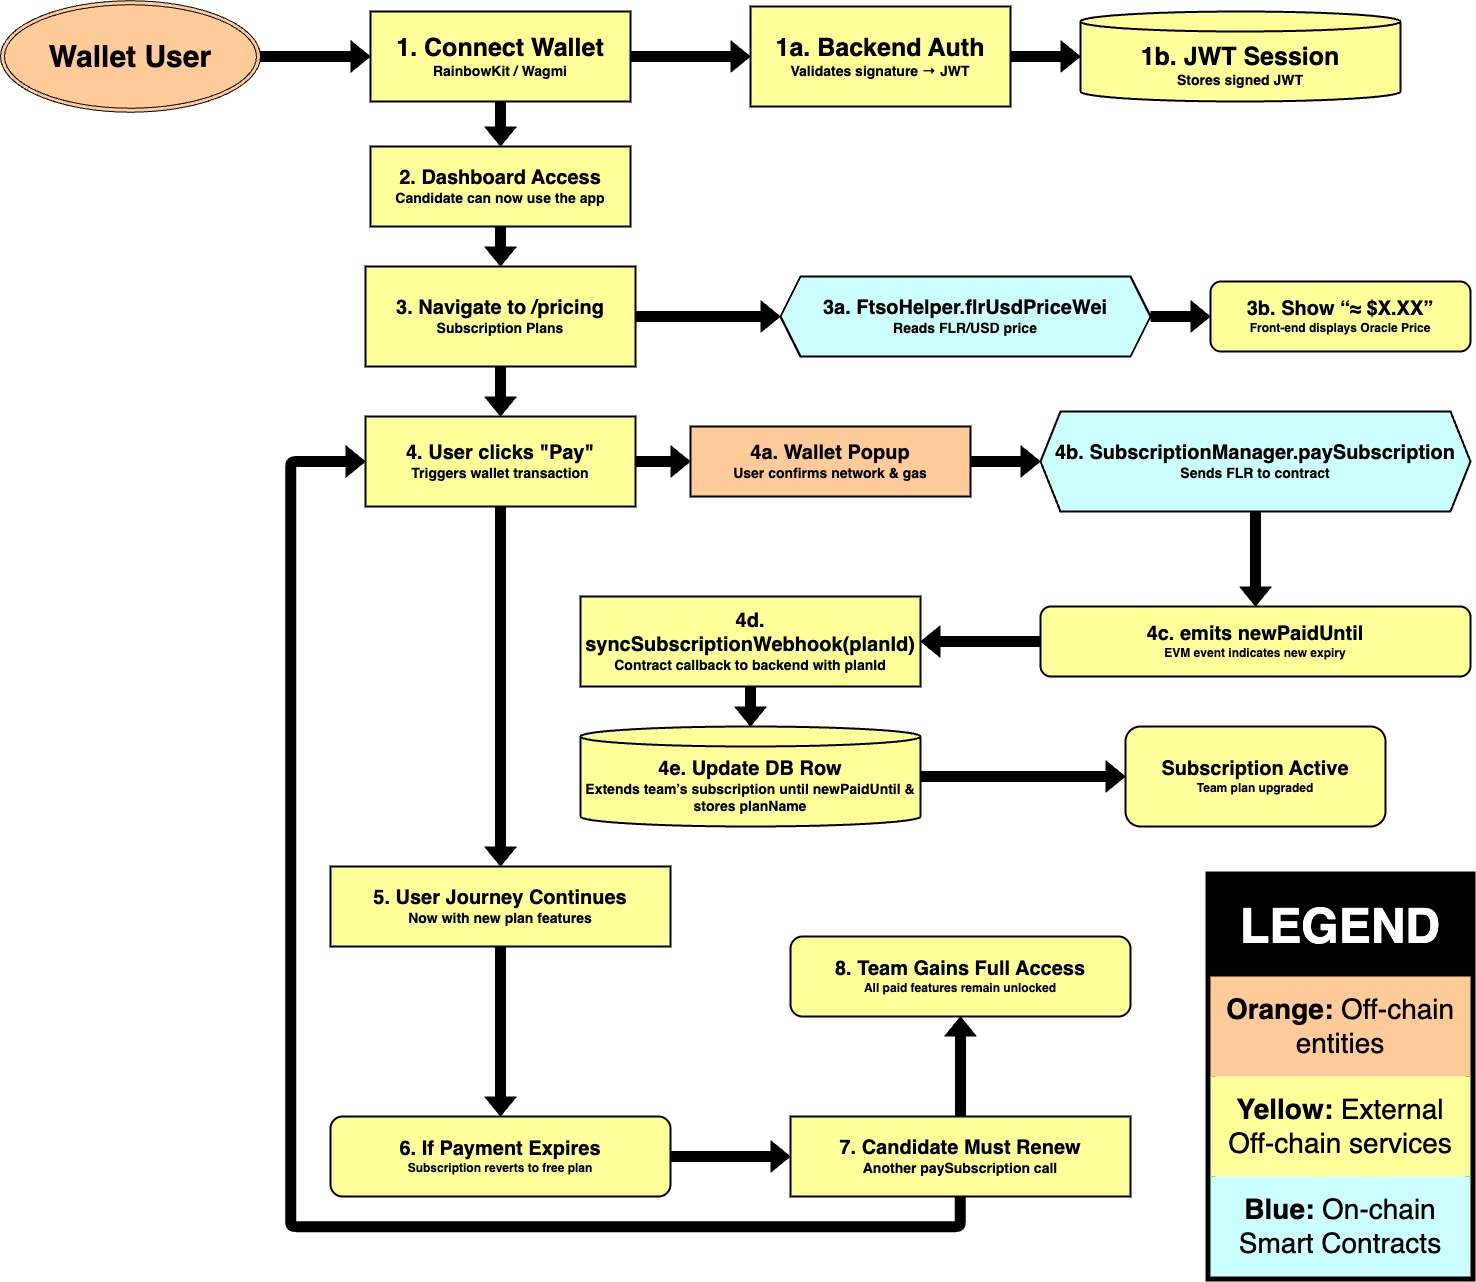 Wallet User
1. Connect Wallet
RainbowKit / Wagmi
1a. Backend Auth
Validates signature → JWT
1b. JWT Session
Stores signed JWT
2. Dashboard Access
Candidate can now use the app
3. Navigate to /pricing
Subscription Plans
3a. FtsoHelper.flrUsdPriceWei
Reads FLR/USD price
3b. Show “≈ $X.XX”
Front-end displays Oracle Price
4. User clicks "Pay"
Triggers wallet transaction
4a. Wallet Popup
User confirms network & gas
4b. SubscriptionManager.paySubscription
Sends FLR to contract
4c. emits newPaidUntil
EVM event indicates new expiry
4d.
syncSubscriptionWebhook(planId)
Contract callback to backend with planId
4e. Update DB Row
Extends team’s subscription until newPaidUntil &
stores planName
Subscription Active
Team plan upgraded
5. User Journey Continues
Now with new plan features
6. If Payment Expires
Subscription reverts to free plan
7. Candidate Must Renew
Another paySubscription call
8. Team Gains Full Access
All paid features remain unlocked
LEGEND
Orange: Off-chain
entities
Yellow: External
Off-chain services
Blue: On-chain
Smart Contracts